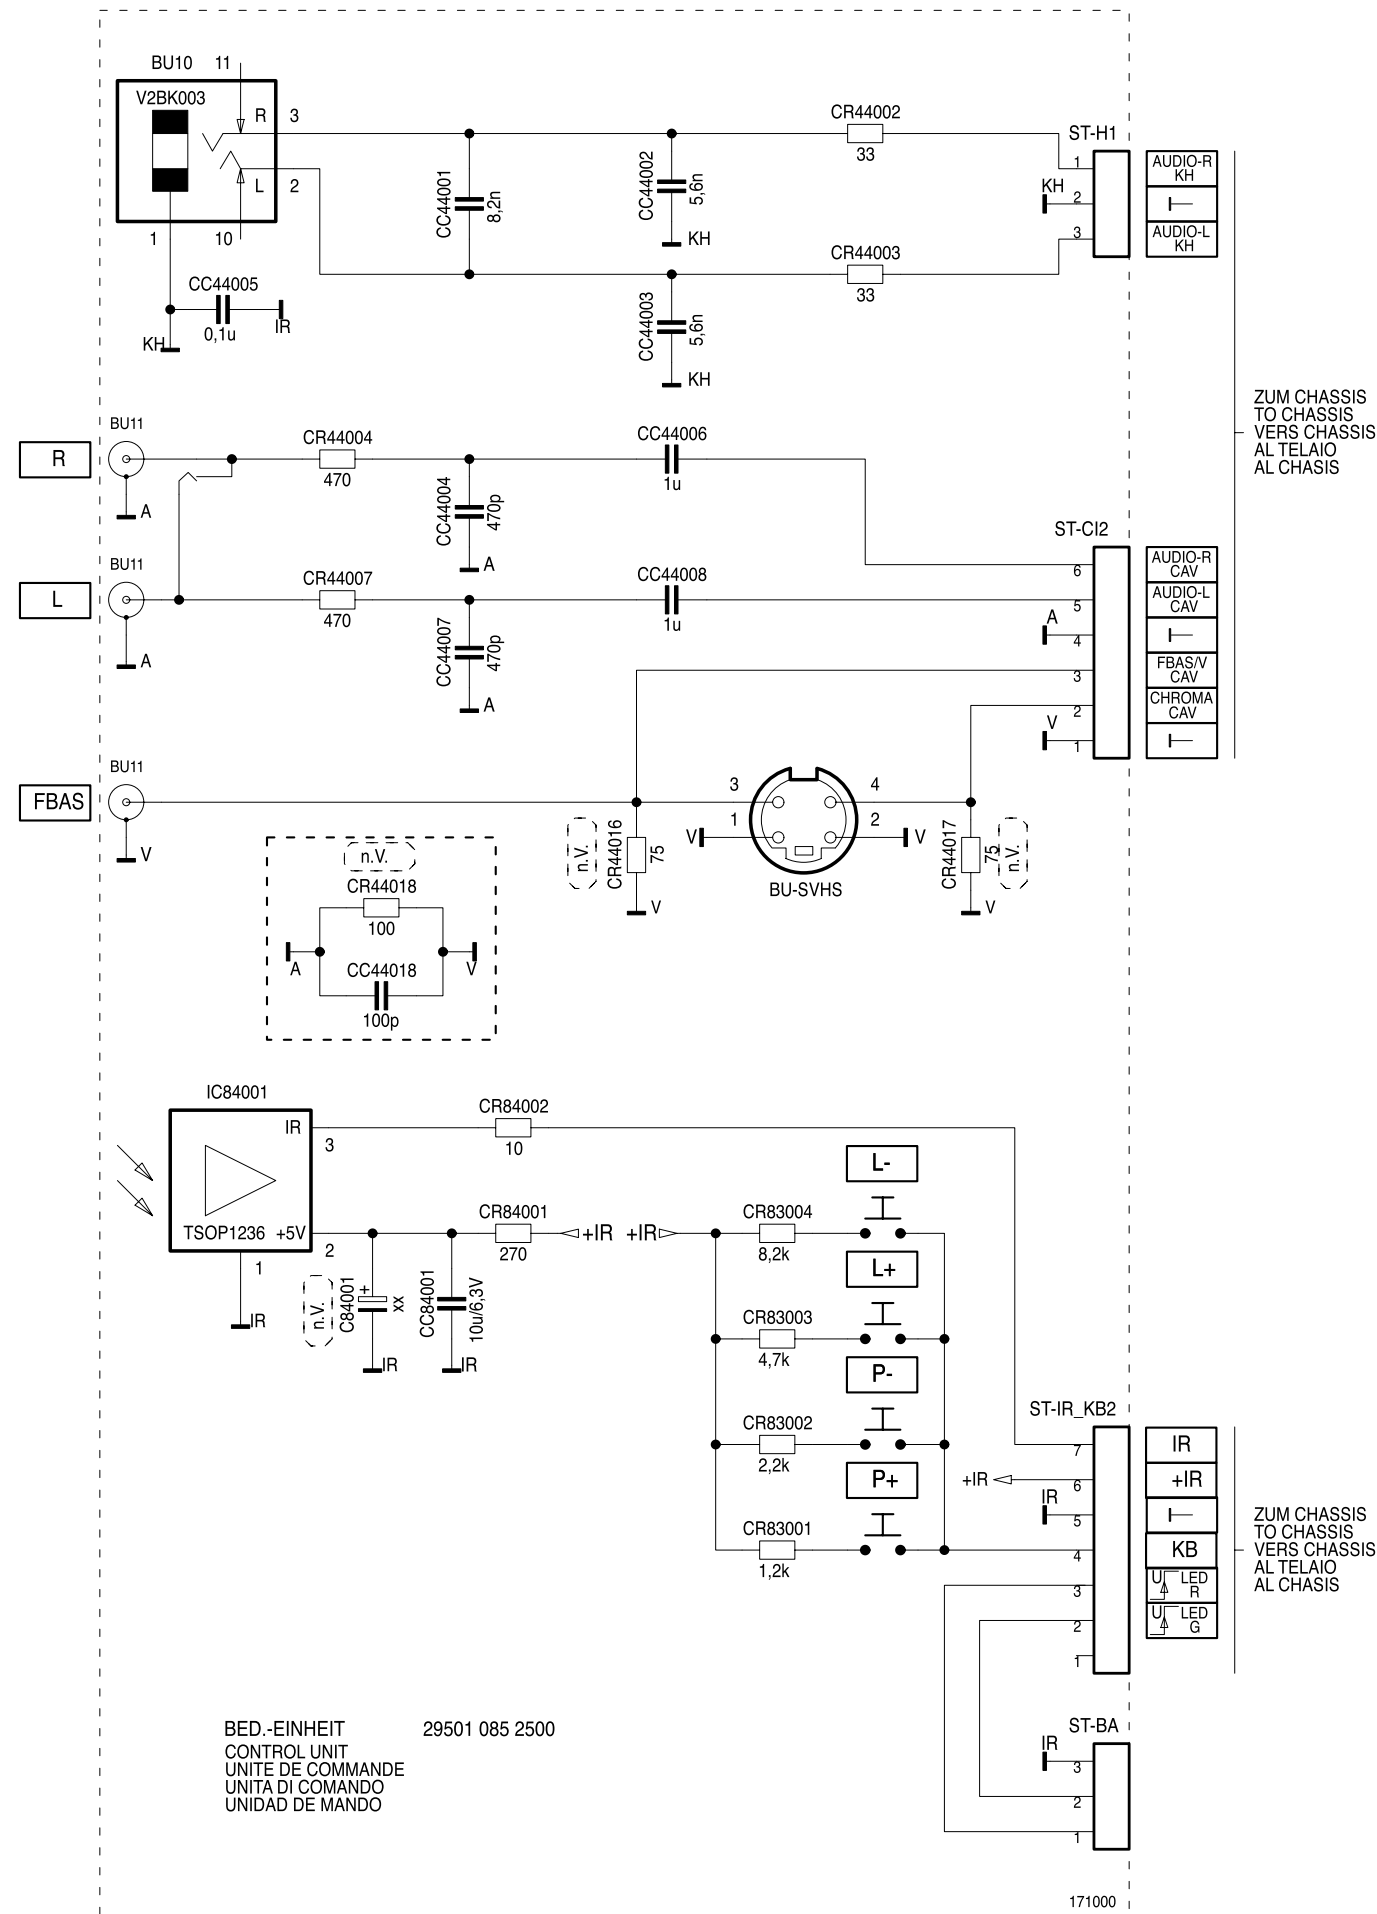 BU10
11
V2BK003
R
3
L
2
1
10
CC44005
0,1u
IR
KH
CC44001
8,2n
CC44002
5,6n
KH
CR44002
33
CR44003
33
CC44003
5,6n
KH
ST-H1
1
KH
2
3
AUDIO-R
KH
AUDIO-L
KH
ZUM CHASSIS
TO CHASSIS
VERS CHASSIS
AL TELAIO
AL CHASIS
R
BU11
A
CR44004
470
CC44004
470p
A
CC44006
1u
L
BU11
A
CR44007
470
CC44007
470p
A
CC44008
1u
ST-CI2
6
5
A
4
3
2
V
1
AUDIO-R
CAV
AUDIO-L
CAV
FBAS/V
CAV
CHROMA
CAV
FBAS
BU11
V
n.V.
CR44018
100
A
V
CC44018
100p
n.V.
CR44016
75
V
3
4
V
1
2
V
BU-SVHS
CR44017
75
n.V.
V
IC84001
IR
3
TSOP1236
+5V
2
1
IR
CR84002
10
n.V.
C84001
+
xx
IR
CC84001
10u/6,3V
IR
CR84001
270
+IR
+IR
L-
CR83004
8,2k
L+
CR83003
4,7k
P-
CR83002
2,2k
P+
CR83001
1,2k
ST-IR_KB2
7
+IR
6
IR
5
4
3
2
1
IR
+IR
KB
U
LED
R
U
LED
G
ZUM CHASSIS
TO CHASSIS
VERS CHASSIS
AL TELAIO
AL CHASIS
BED.-EINHEIT 29501 085 2500
CONTROL UNIT
UNITE DE COMMANDE
UNITA DI COMANDO
UNIDAD DE MANDO
ST-BA
IR
3
2
1
171000